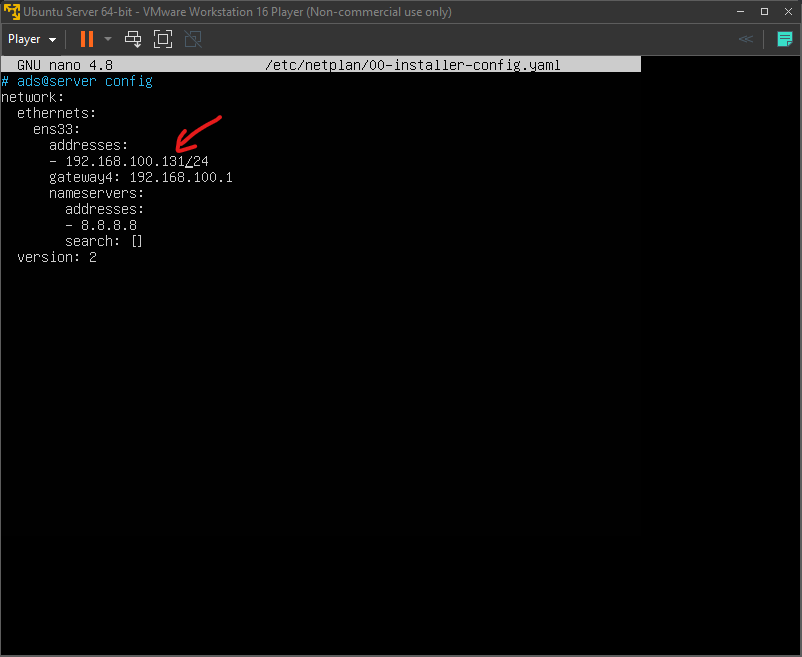 Ubuntu Server 64-bit - VMware Workstation 16 Player (Non-commercial use only)
Player
GNU nano 4.8 /etc/netplan/00-installer-config.yaml
# ads@server config
network:
  ethernets:
    ens33:
      addresses:
      - 192.168.100.131/24
      gateway4: 192.168.100.1
      nameservers:
        addresses:
        - 8.8.8.8
        search: []
  version: 2